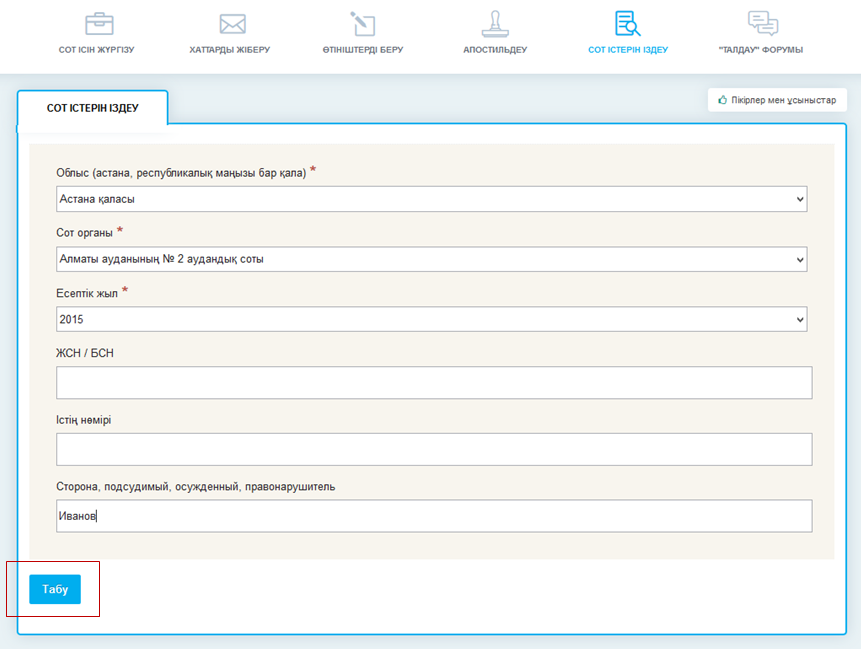 СОТ ІСІН ЖҮРГІЗУ
ХАТТАРДЫ ЖІБЕРУ
ӨТІНІШТЕРДІ БЕРУ
АПОСТИЛЬДЕУ
СОТ ІСТЕРІН ІЗДЕУ
"ТАЛДАУ" ФОРУМЫ
СОТ ІСТЕРІН ІЗДЕУ
Пікірлер мен ұсыныстар
Облыс (астана, республикалық маңызы бар қала) *
Астана қаласы
Сот органы *
Алматы ауданының № 2 аудандық соты
Есептік жыл *
2015
ЖСН / БСН
Істің нөмірі
Сторона, подсудимый, осужденный, правонарушитель
Иванов
Табу